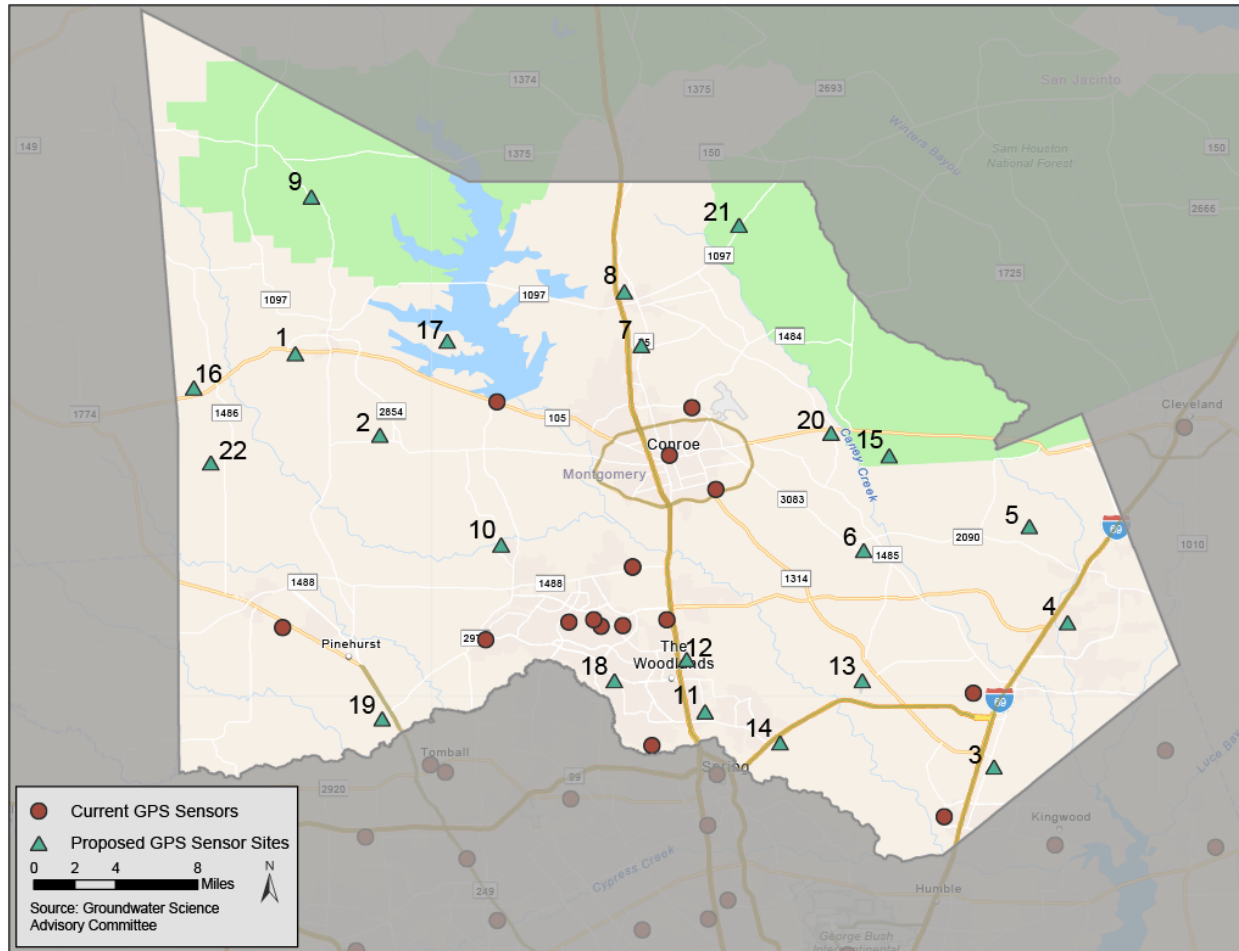 1374
1375
2693
San Jacinto
149
1375
150
Winters Bayou
Sam Houston
National Forest
150
9
2666
21
1097
1725
8
1097
1097
17
7
1
1484
16
1486
2854
105
Cleveland
1774
2
20
Conroe
15
22
Montgomery
Caney Creek
3083
5
69
10
6
2090
1485
1010
1488
1488
1314
4
Pinehurst
12
The
Woodlands
18
13
69
19
11
14
3
Tomball
Spring
2920
99
Kingwood
Cypress Creek
249
Humble
George Bush
Intercontinental
Current GPS Sensors
Proposed GPS Sensor Sites
0 2 4 8
Miles
N
Source: Groundwater Science
Advisory Committee